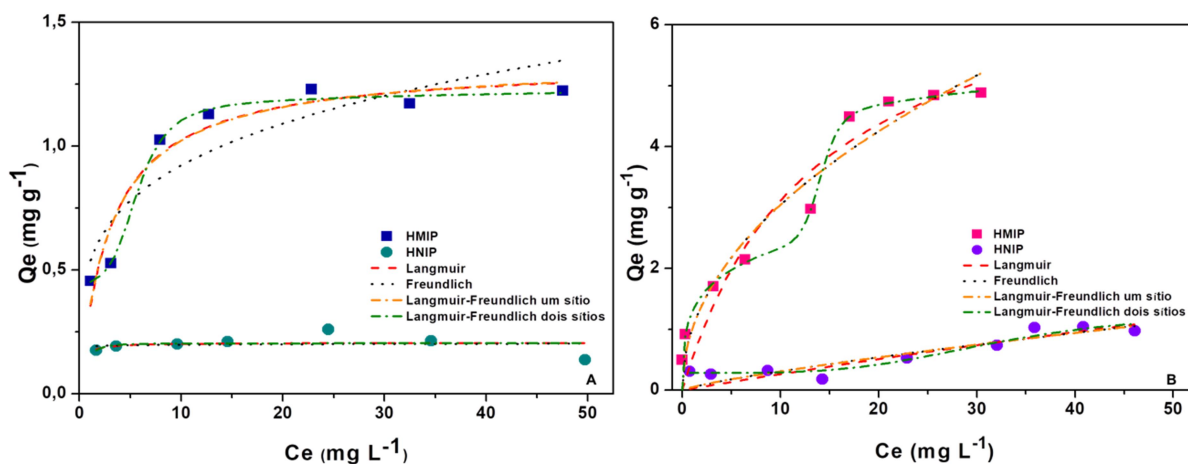 1,5
1,0
0,5
0,0
Qe (mg g-1)
HMIP
HNIP
Langmuir
Freundlich
Langmuir-Freundlich um sítio
Langmuir-Freundlich dois sítios
A
0 10 20 30 40 50
Ce (mg L-1)
6
4
2
0
Qe (mg g-1)
HMIP
HNIP
Langmuir
Freundlich
Langmuir-Freundlich um sítio
Langmuir-Freundlich dois sítios
B
0 10 20 30 40 50
Ce (mg L-1)